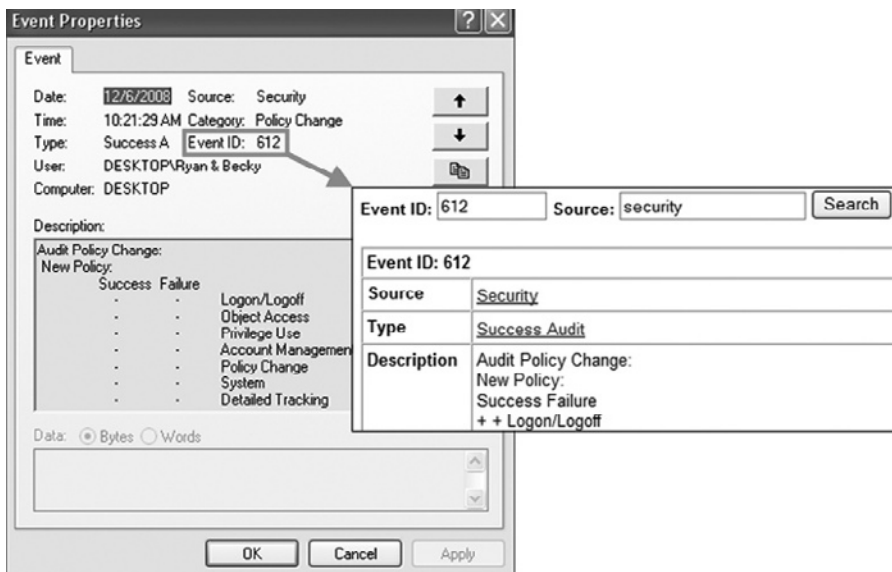 Event Properties
Event
Date: 12/6/2008 Source: Security
Time: 10:21:29 AM Category: Policy Change
Type: Success A Event ID: 612
User: DESKTOP\Ryan & Becky
Computer: DESKTOP
Description:
Audit Policy Change:
New Policy:
Success Failure
- - Logon/Logoff
- - Object Access
- - Privilege Use
- - Account Management
- - Policy Change
- - System
- - Detailed Tracking
Data: Bytes Words
OK Cancel Apply
Event ID: 612 Source: security Search
Event ID: 612
Source Security
Type Success Audit
Description Audit Policy Change:
New Policy:
Success Failure
+ + Logon/Logoff